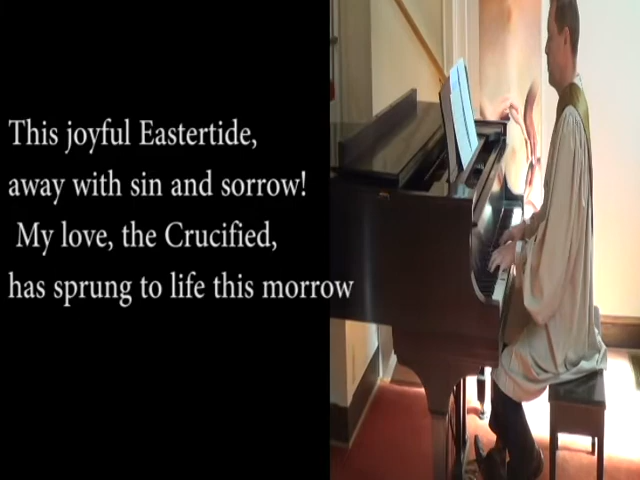 This joyful Eastertide,
away with sin and sorrow!
My love, the Crucified,
has sprung to life this morrow